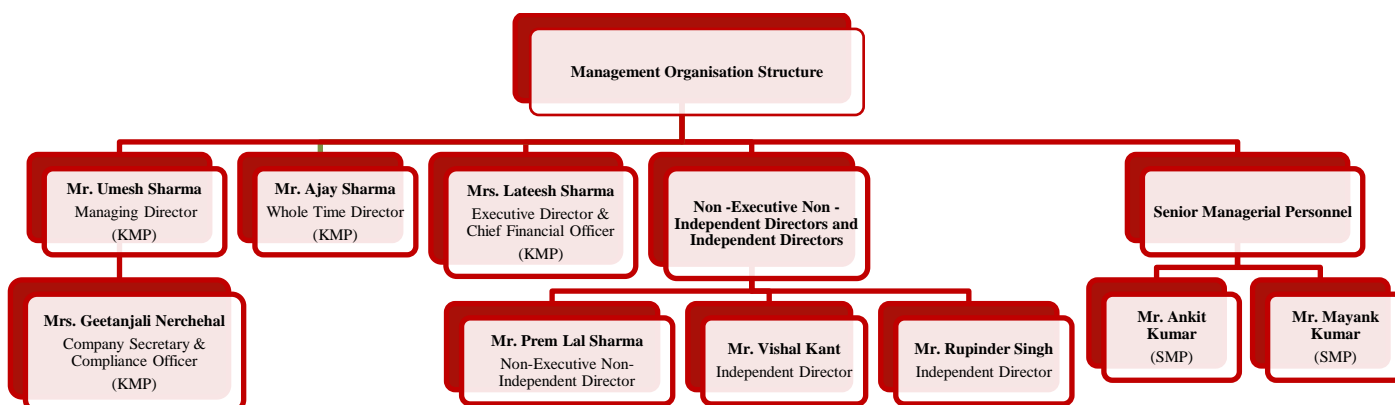 Management Organisation Structure
Mr. Umesh Sharma
Managing Director
(KMP)
Mr. Ajay Sharma
Whole Time Director
(KMP)
Mrs. Lateesh Sharma
Executive Director &
Chief Financial Officer
(KMP)
Non -Executive Non -
Independent Directors and
Independent Directors
Senior Managerial Personnel
Mrs. Geetanjali Nerchehal
Company Secretary &
Compliance Officer
(KMP)
Mr. Prem Lal Sharma
Non-Executive Non-
Independent Director
Mr. Vishal Kant
Independent Director
Mr. Rupinder Singh
Independent Director
Mr. Ankit
Kumar
(SMP)
Mr. Mayank
Kumar
(SMP)